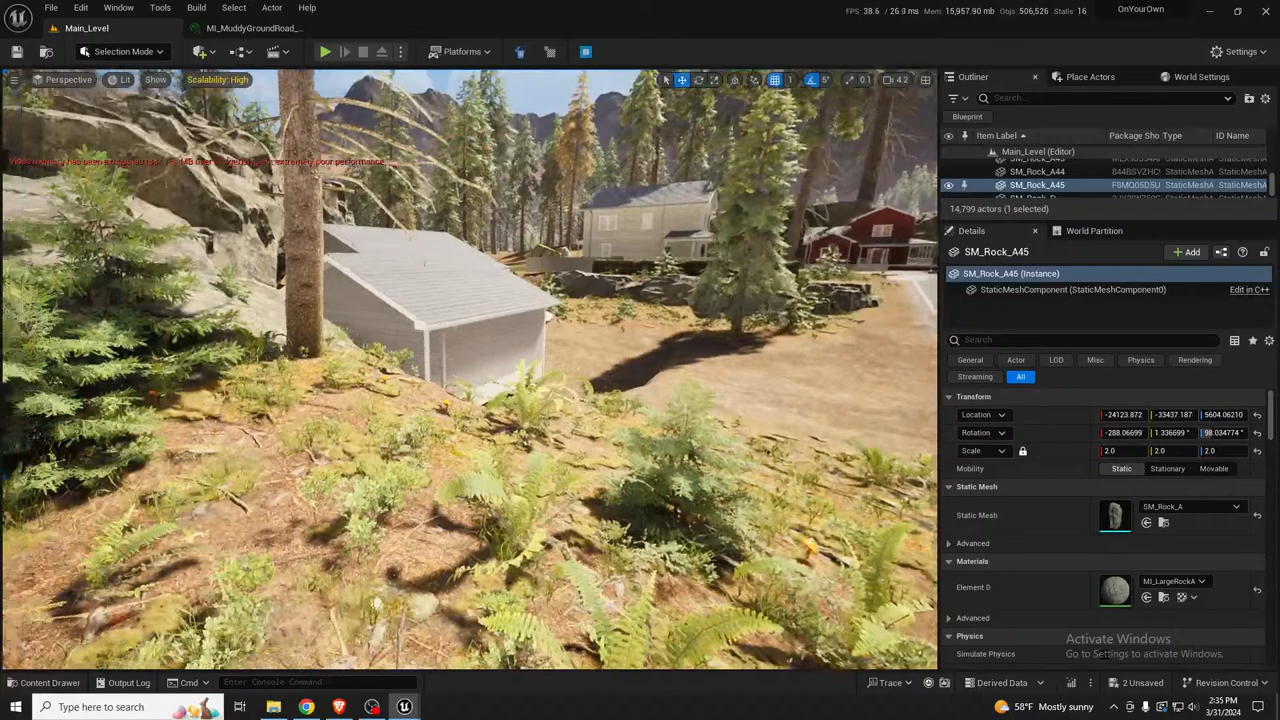 File Edit Window Tools Build Select Actor Help
FPS: 38.6 / 26.9 ms Mem: 15,957.90 mb Objs: 506,526 Stalls: 16
OnYourOwn
Main_Level
MI_MuddyGroundRoad_...
Selection Mode
Platforms
Settings
Perspective Lit Show Scalability: High
1 5° 0.1 4.2
Outliner Place Actors World Settings
Search...
Blueprint
Item Label Package Sho Type ID Name
Main_Level (Editor)
SM_Rock_A44 StaticMeshA
SM_Rock_A45 F8MQ05D5U StaticMeshA
14,799 actors (1 selected)
Details World Partition
SM_Rock_A45
Add
SM_Rock_A45 (Instance)
StaticMeshComponent (StaticMeshComponent0) Edit in C++
Search
General Actor LOD Misc Physics Rendering
Streaming All
Transform
Location -24123.872 -33437.187 5604.06210
Rotation -288.06699 1.336699 ° 98.034774 °
Scale 2.0 2.0 2.0
Mobility Static Stationary Movable
Static Mesh
Static Mesh SM_Rock_A
Advanced
Materials
Element 0 MI_LargeRockA
Advanced
Physics
Simulate Physics
Activate Windows
Go to Settings to activate Windows.
Content Drawer Output Log Cmd Enter Console Command
Trace Derived Data 2 Unsaved Revision Control
Type here to search
58°F Mostly sunny
2:35 PM
3/31/2024